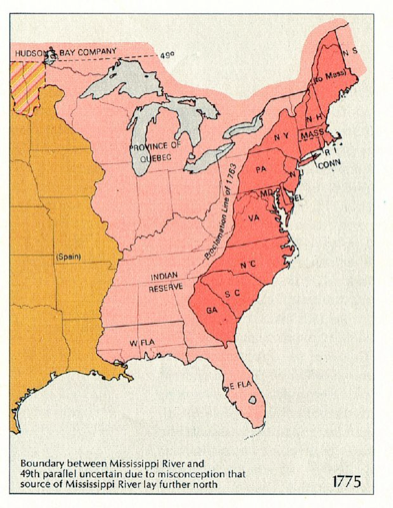 HUDSON'S BAY COMPANY
49°
N S
(to Mass)
N H
N Y
MASS
R I
CONN
PROVINCE OF
QUEBEC
PA
N J
MD
DEL
Proclamation Line of 1763
VA
(Spain)
N C
INDIAN
RESERVE
S C
GA
W FLA
E FLA
Boundary between Mississippi River and
49th parallel uncertain due to misconception that
source of Mississippi River lay further north
1775